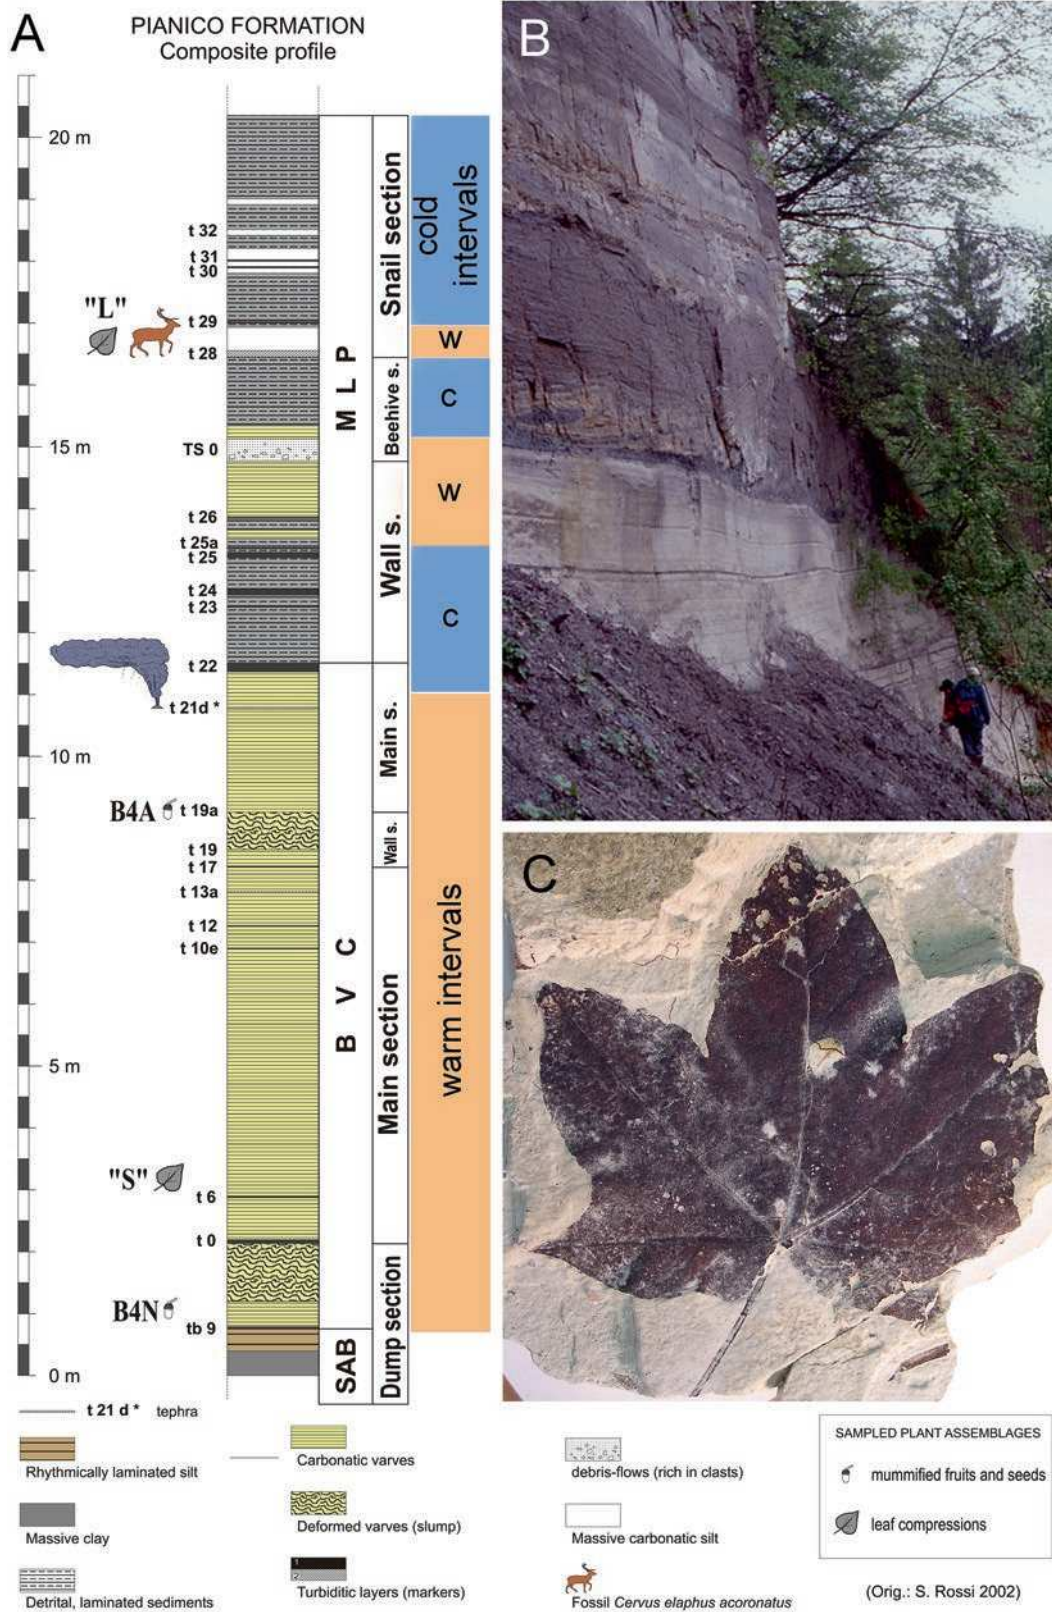 A
PIANICO FORMATION
Composite profile
20 m
t 32
t 31
t 30
"L"
t 29
t 28
15 m
TS 0
t 26
t 25a
t 25
t 24
t 23
t 22
t 21d *
10 m
B4A
t 19a
t 19
t 17
t 13a
t 12
t 10e
5 m
"S"
t 6
t 0
B4N
tb 9
0 m
M L P
B V C
SAB
Snail section
Beehive s.
Wall s.
Main s.
Wall s.
Main section
Dump section
cold
intervals
W
C
W
C
warm intervals
B
C
t 21 d * tephra
Rhythmically laminated silt
Massive clay
Detrital, laminated sediments
Carbonatic varves
Deformed varves (slump)
1
2
Turbiditic layers (markers)
debris-flows (rich in clasts)
Massive carbonatic silt
Fossil Cervus elaphus acoronatus
SAMPLED PLANT ASSEMBLAGES
mummified fruits and seeds
leaf compressions
(Orig.: S. Rossi 2002)